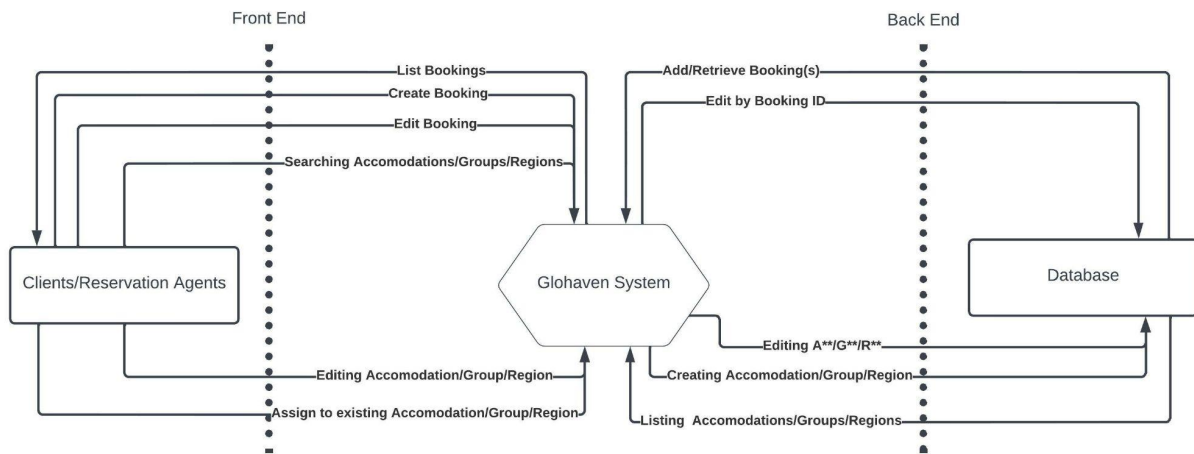 Front End
Back End
List Bookings
Add/Retrieve Booking(s)
Create Booking
Edit by Booking ID
Edit Booking
Searching Accomodations/Groups/Regions
Clients/Reservation Agents
Glohaven System
Database
Editing A**/G**/R**
Editing Accomodation/Group/Region
Creating Accomodation/Group/Region
Assign to existing Accomodation/Group/Region
Listing Accomodations/Groups/Regions